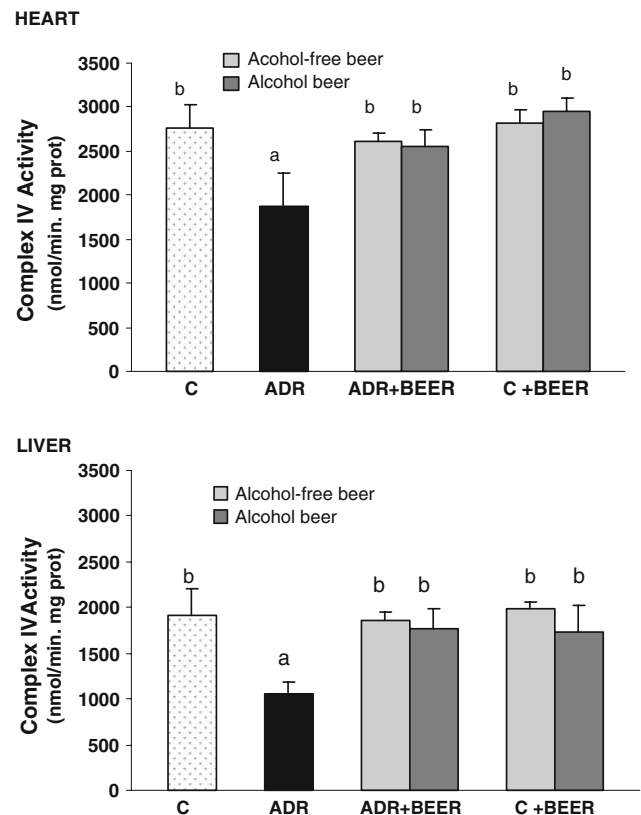 HEART
Acohol-free beer
Alcohol beer
Complex IV Activity
(nmol/min. mg prot)
3500
3000
2500
2000
1500
1000
500
0
b
a
b
b
b
b
C
ADR
ADR+BEER
C +BEER
LIVER
Alcohol-free beer
Alcohol beer
Complex IVActivity
(nmol/min. mg prot)
3500
3000
2500
2000
1500
1000
500
0
b
a
b
b
b
b
C
ADR
ADR+BEER
C +BEER